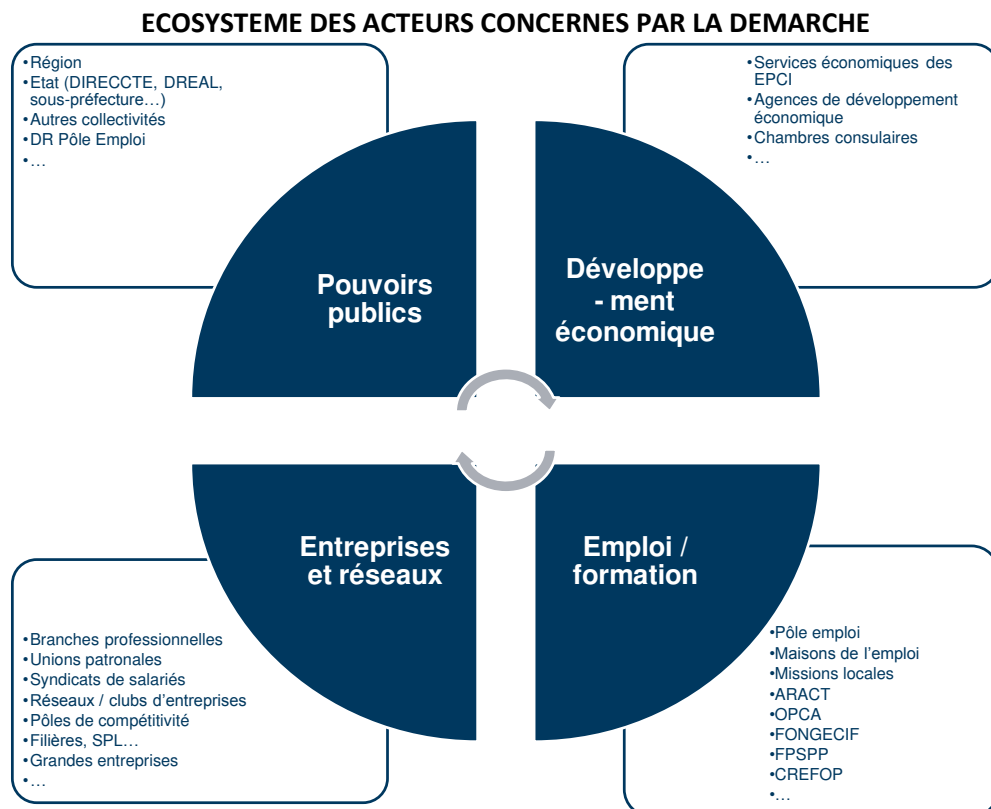 ECOSYSTEME DES ACTEURS CONCERNES PAR LA DEMARCHE
•Région
•Etat (DIRECCTE, DREAL,
sous-préfecture…)
•Autres collectivités
•DR Pôle Emploi
•…
•Services économiques des
EPCI
•Agences de développement
économique
•Chambres consulaires
•…
Pouvoirs
publics
Développe
- ment
économique
Entreprises
et réseaux
Emploi /
formation
•Branches professionnelles
•Unions patronales
•Syndicats de salariés
•Réseaux / clubs d’entreprises
•Pôles de compétitivité
•Filières, SPL…
•Grandes entreprises
•…
•Pôle emploi
•Maisons de l’emploi
•Missions locales
•ARACT
•OPCA
•FONGECIF
•FPSPP
•CREFOP
•…